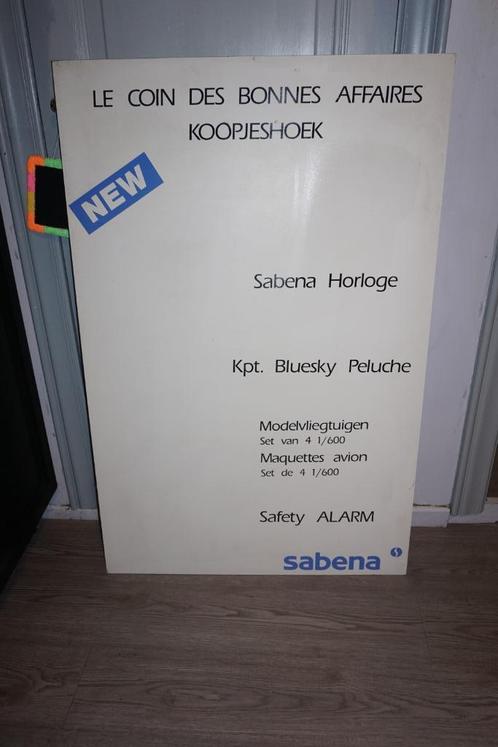 LE COIN DES BONNES AFFAIRES
KOOPJESHOEK
NEW
Sabena Horloge
Kpt. Bluesky Peluche
Modelvliegtuigen
Set van 4 1/600
Maquettes avion
Set de 4 1/600
Safety ALARM
sabena